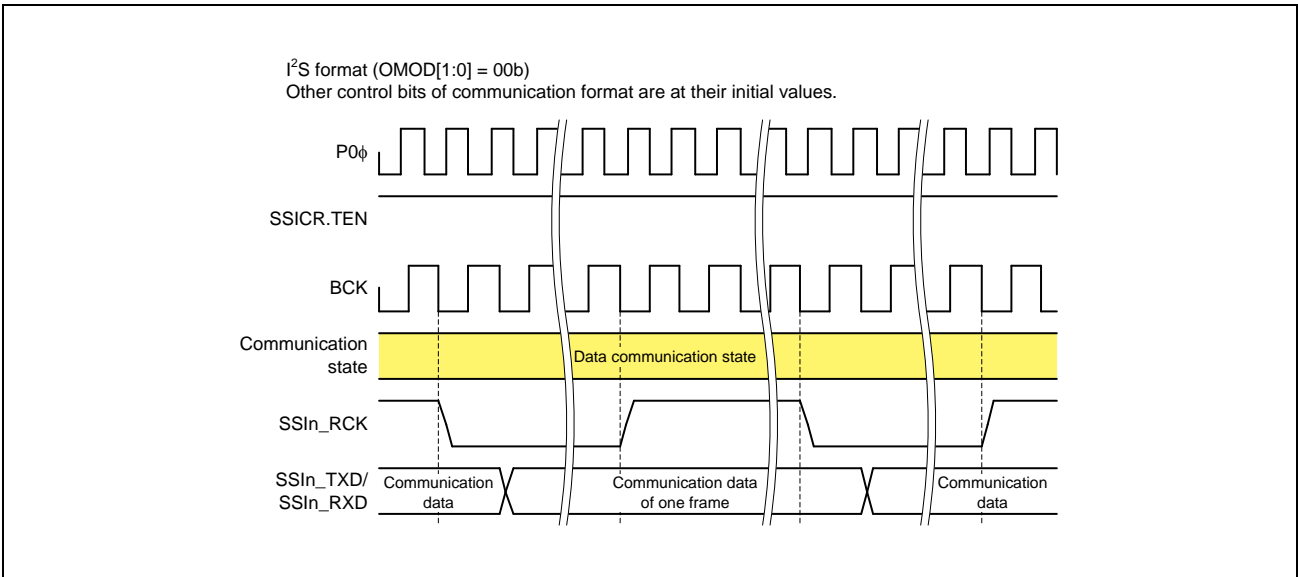 I²S format (OMOD[1:0] = 00b)
Other control bits of communication format are at their initial values.
P0ϕ
SSICR.TEN
BCK
Communication
state
Data communication state
SSIn_RCK
SSIn_TXD/
SSIn_RXD
Communication
data
Communication data
of one frame
Communication
data